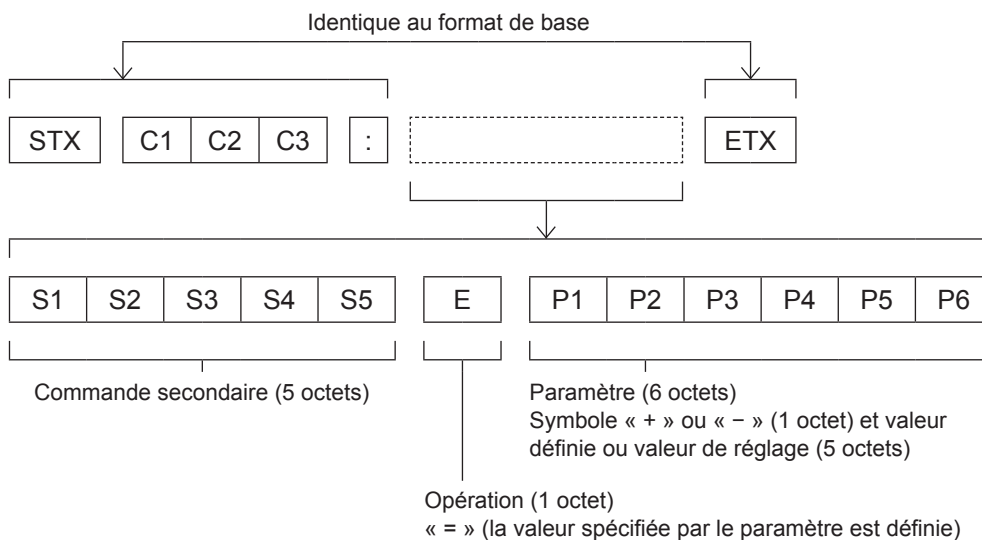 Identique au format de base
STX C1 C2 C3 : ETX
S1 S2 S3 S4 S5 E P1 P2 P3 P4 P5 P6
Commande secondaire (5 octets)
Paramètre (6 octets)
Symbole « + » ou « − » (1 octet) et valeur
définie ou valeur de réglage (5 octets)
Opération (1 octet)
« = » (la valeur spécifiée par le paramètre est définie)